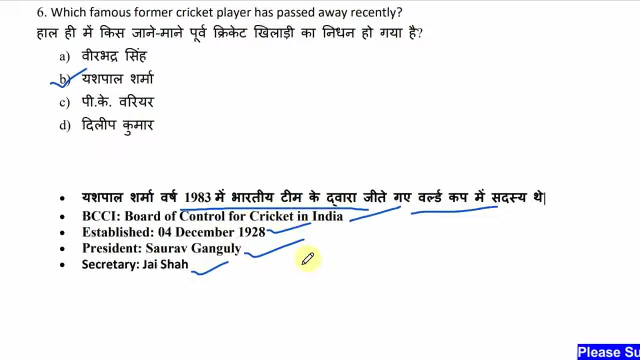 6. Which famous former cricket player has passed away recently?
हाल ही में किस जाने-माने पूर्व क्रिकेट खिलाड़ी का निधन हो गया है?
a) वीरभद्र सिंह
b) यशपाल शर्मा
c) पी.के. वरियर
d) दिलीप कुमार
• यशपाल शर्मा वर्ष 1983 में भारतीय टीम के द्वारा जीते गए वर्ल्ड कप में सदस्य थे|
• BCCI: Board of Control for Cricket in India
• Established: 04 December 1928
• President: Saurav Ganguly
• Secretary: Jai Shah
Please Su